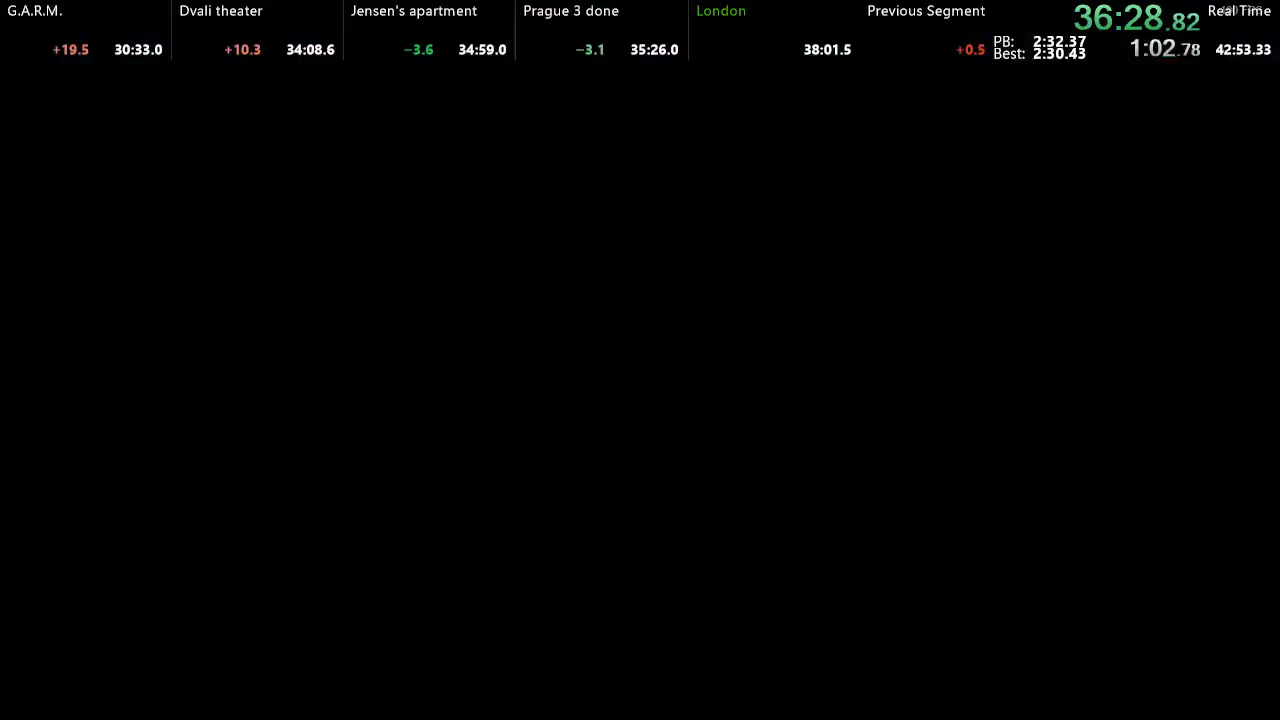 G.A.R.M.
+19.5 30:33.0
Dvali theater
+10.3 34:08.6
Jensen's apartment
−3.6 34:59.0
Prague 3 done
−3.1 35:26.0
London
38:01.5
Previous Segment
+0.5
36:28.82
PB: 2:32.37
Best: 2:30.43
1:02.78
Real Time
42:53.33